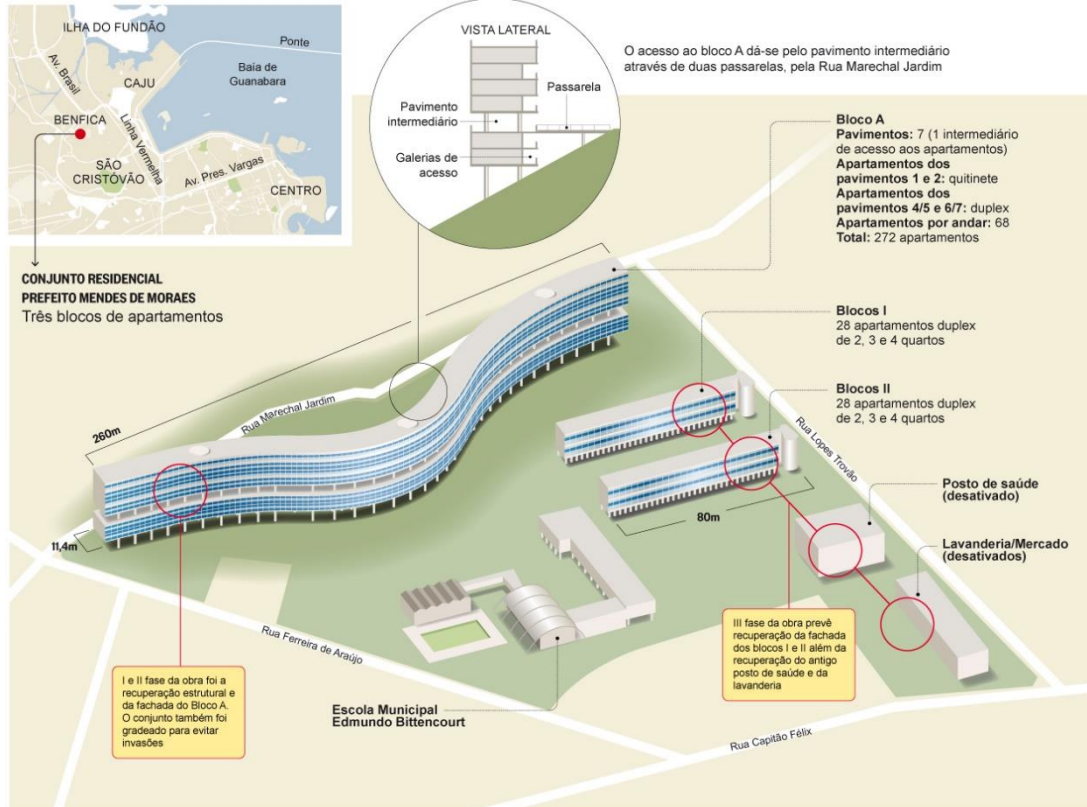 ILHA DO FUNDÃO
Ponte
Av. Brasil
CAJU
Baia de
Guanabara
BENFICA
Linha Vermelha
SÃO
CRISTÓVÃO
Av. Pres. Vargas
CENTRO
CONJUNTO RESIDENCIAL
PREFEITO MENDES DE MORAES
Três blocos de apartamentos
VISTA LATERAL
Passarela
Pavimento
intermediário
Galerias de
acesso
O acesso ao bloco A dá-se pelo pavimento intermediário
através de duas passarelas, pela Rua Marechal Jardim
Bloco A
Pavimentos: 7 (1 intermediário
de acesso aos apartamentos)
Apartamentos dos
pavimentos 1 e 2: quitinete
Apartamentos dos
pavimentos 4/5 e 6/7: duplex
Apartamentos por andar: 68
Total: 272 apartamentos
Blocos I
28 apartamentos duplex
de 2, 3 e 4 quartos
Blocos II
28 apartamentos duplex
de 2, 3 e 4 quartos
Rua Marechal Jardim
260m
11,4m
80m
Rua Lopes Trovão
Posto de saúde
(desativado)
Lavanderia/Mercado
(desativados)
Rua Ferreira de Araújo
I e II fase da obra foi a
recuperação estrutural e
da fachada do Bloco A.
O conjunto também foi
gradeado para evitar
invasões
III fase da obra prevê
recuperação da fachada
dos blocos I e II além da
recuperação do antigo
posto de saúde e da
lavanderia
Escola Municipal
Edmundo Bittencourt
Rua Capitão Félix